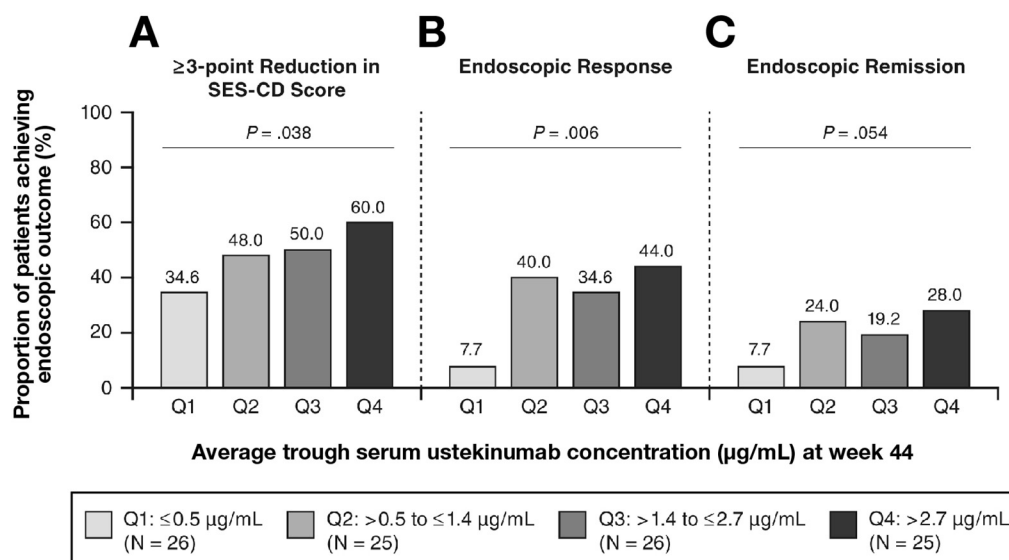 A
B
C
≥3-point Reduction in
SES-CD Score
Endoscopic Response
Endoscopic Remission
Proportion of patients achieving
endoscopic outcome (%)
100
80
60
40
20
0
P = .038
34.6
48.0
50.0
60.0
P = .006
7.7
40.0
34.6
44.0
P = .054
7.7
24.0
19.2
28.0
Q1 Q2 Q3 Q4
Q1 Q2 Q3 Q4
Q1 Q2 Q3 Q4
Average trough serum ustekinumab concentration (µg/mL) at week 44
Q1: ≤0.5 µg/mL
(N = 26)
Q2: >0.5 to ≤1.4 µg/mL
(N = 25)
Q3: >1.4 to ≤2.7 µg/mL
(N = 26)
Q4: >2.7 µg/mL
(N = 25)